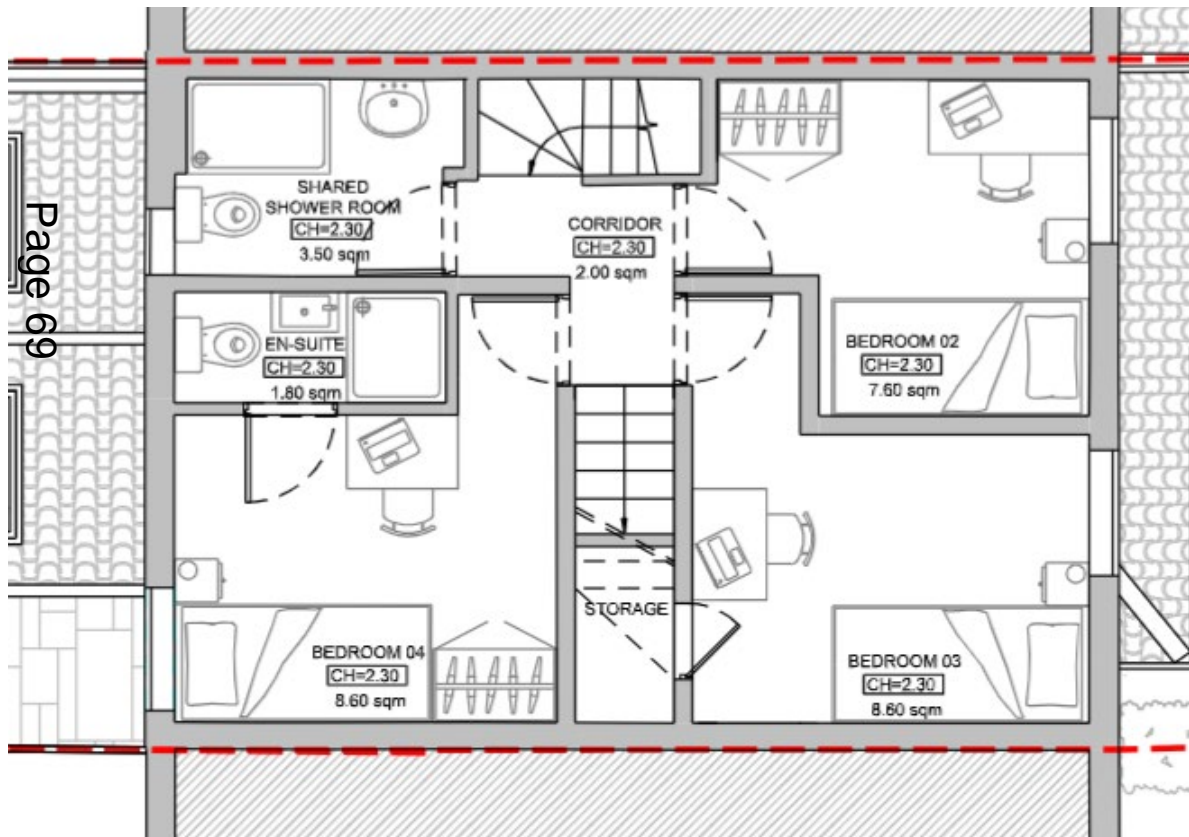 Page 69
SHARED
SHOWER ROOM
CH=2.30
3.50 sqm
CORRIDOR
CH=2.30
2.00 sqm
EN-SUITE
CH=2.30
1.80 sqm
BEDROOM 02
CH=2.30
7.60 sqm
STORAGE
BEDROOM 04
CH=2.30
8.60 sqm
BEDROOM 03
CH=2.30
8.60 sqm